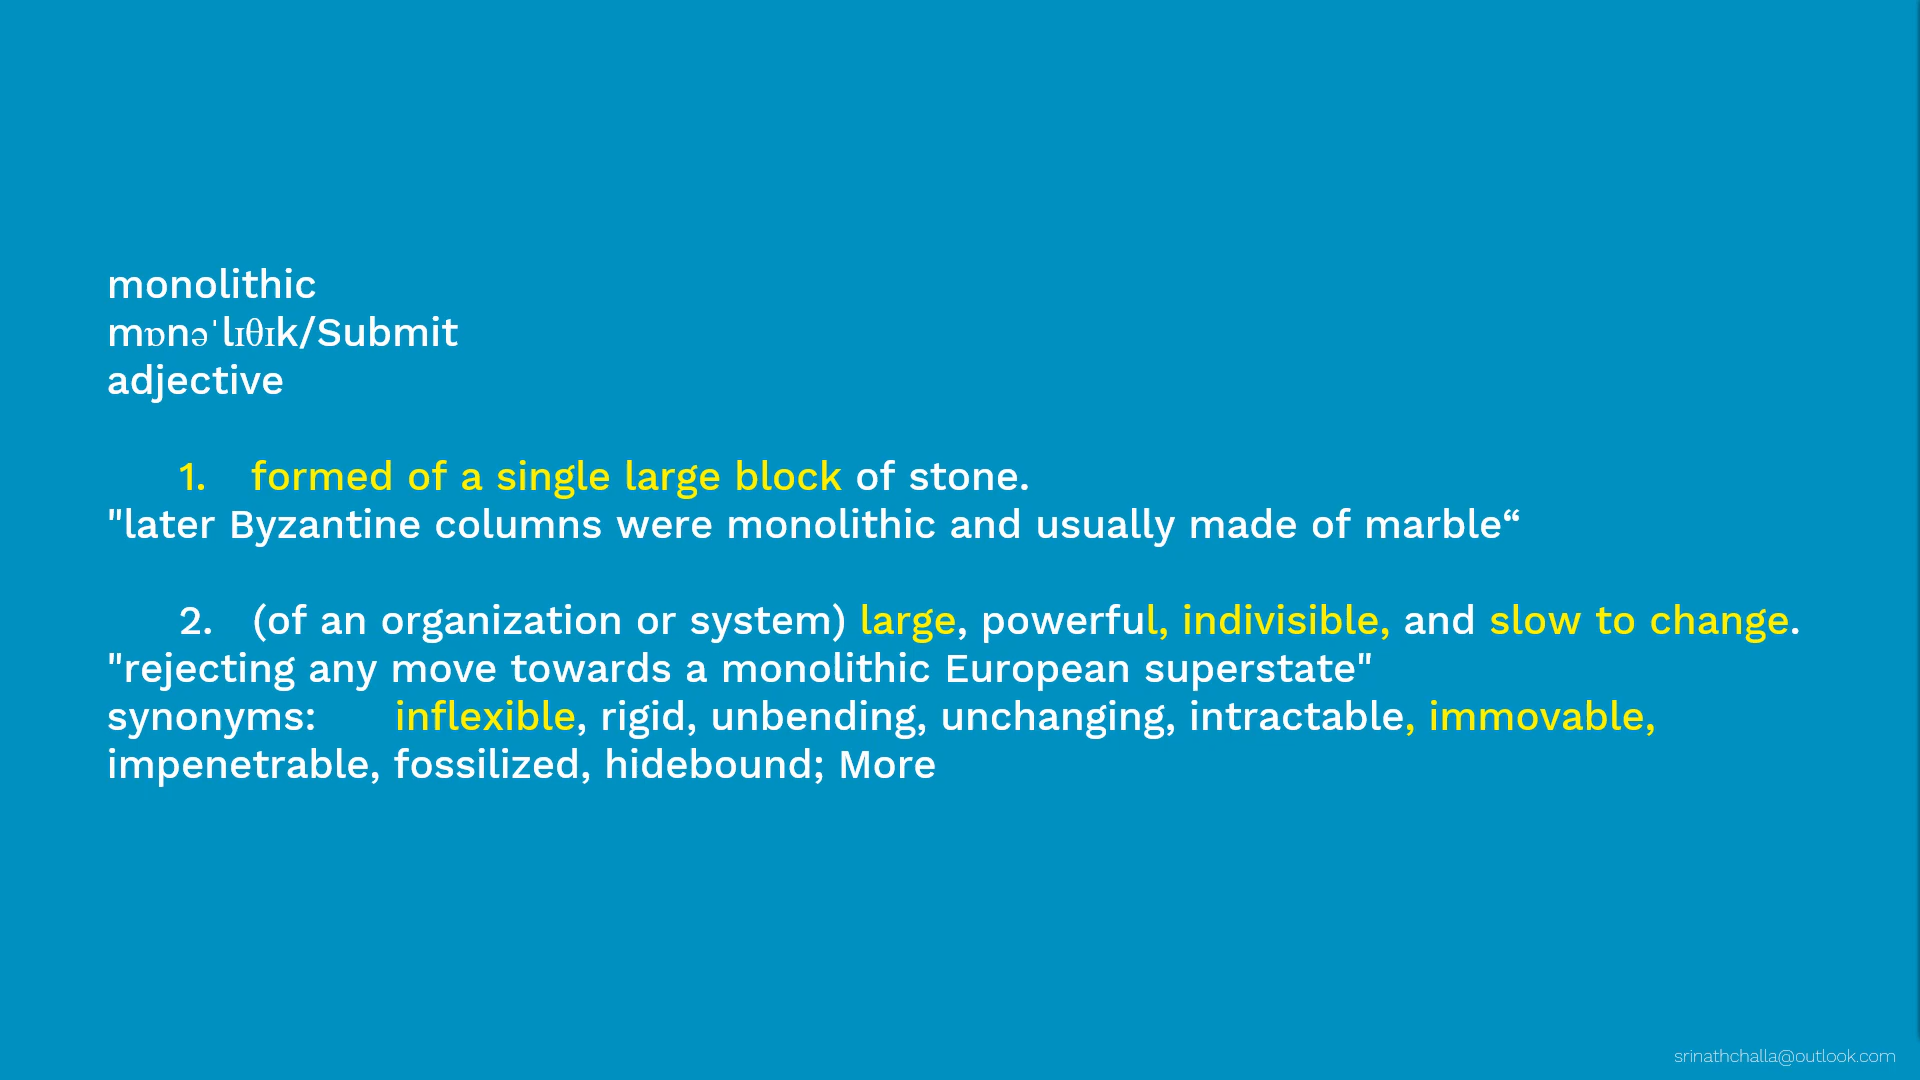 monolithic
mɒnəˈlɪθɪk/Submit
adjective
1. formed of a single large block of stone.
"later Byzantine columns were monolithic and usually made of marble“
2. (of an organization or system) large, powerful, indivisible, and slow to change.
"rejecting any move towards a monolithic European superstate"
synonyms: inflexible, rigid, unbending, unchanging, intractable, immovable,
impenetrable, fossilized, hidebound; More
srinathchalla@outlook.com